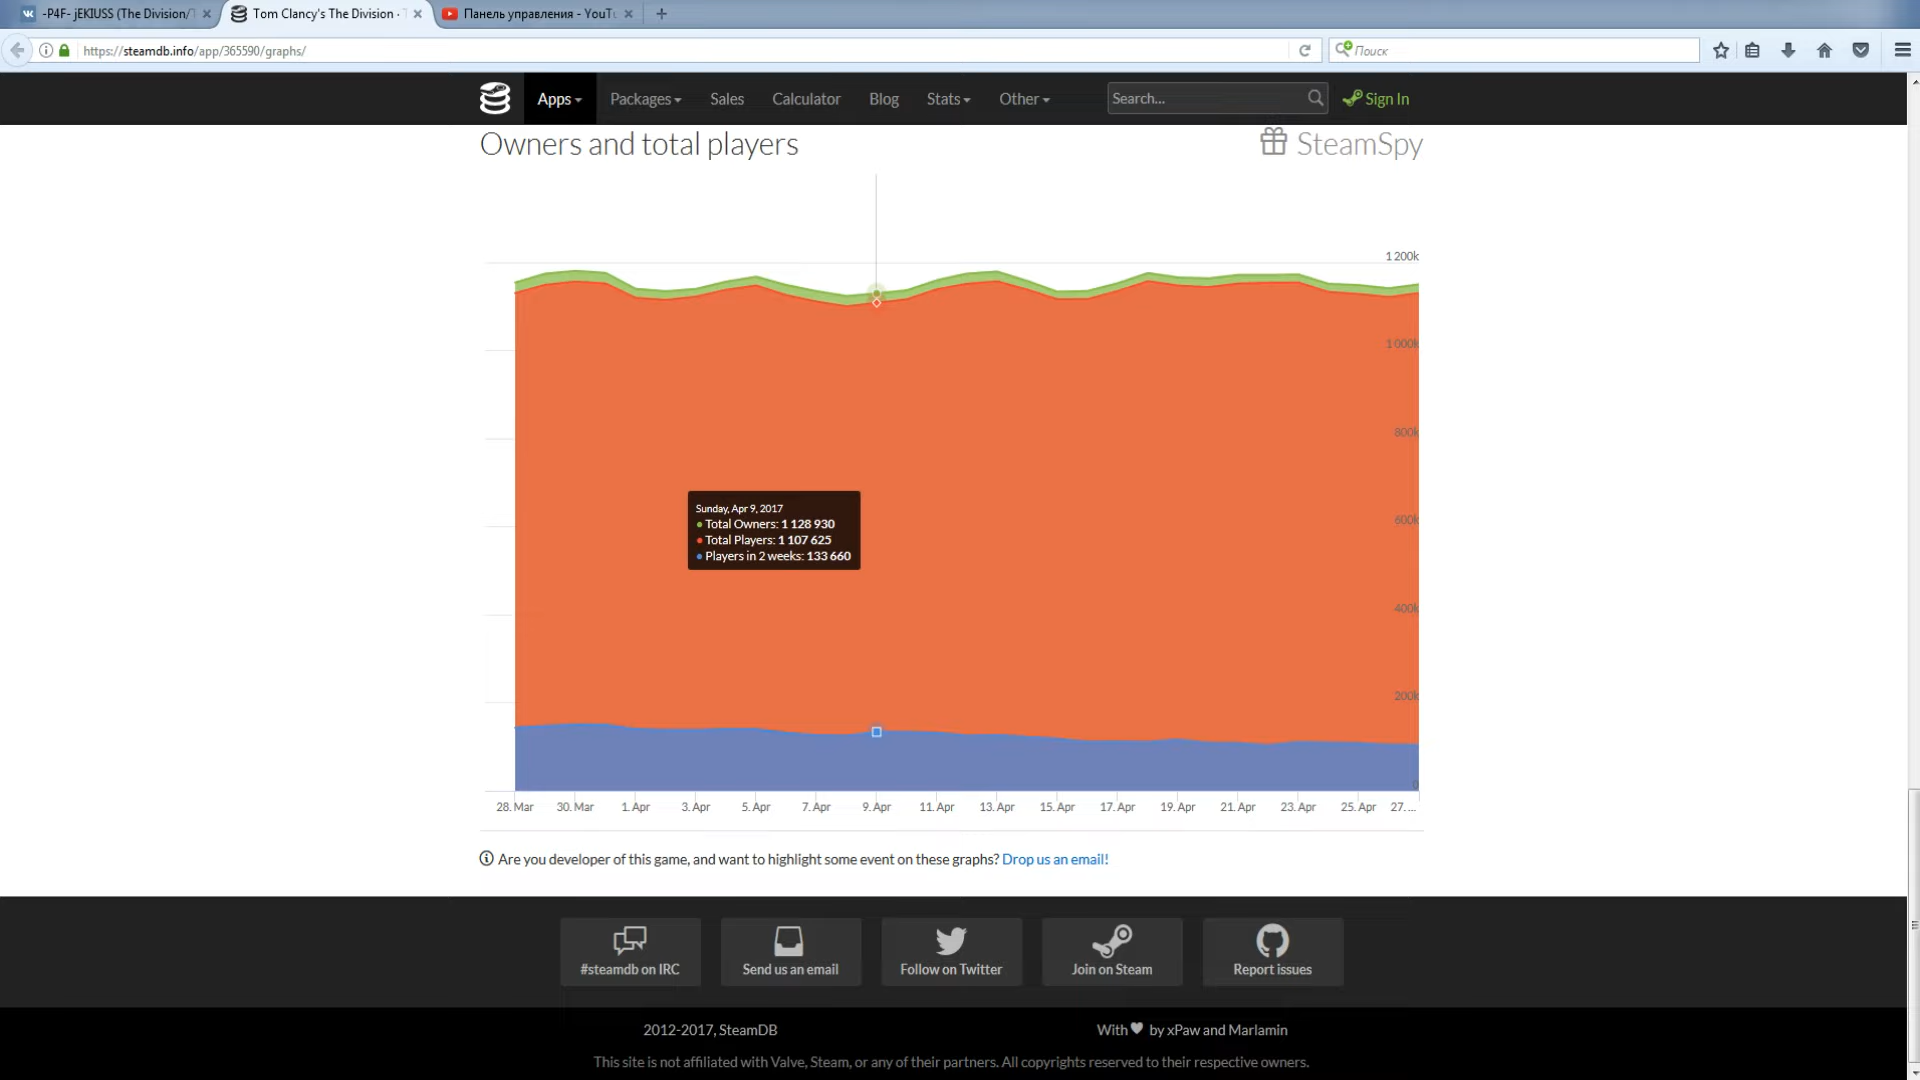 -P4F- jEKIUSS (The Division/
Tom Clancy's The Division ·
Панель управления - YouTu
https://steamdb.info/app/365590/graphs/
Поиск
Apps
Packages
Sales
Calculator
Blog
Stats
Other
Search...
Sign In
Owners and total players
SteamSpy
1 200k
1 000k
800k
600k
400k
200k
0
Sunday, Apr 9, 2017
Total Owners: 1 128 930
Total Players: 1 107 625
Players in 2 weeks: 133 660
28. Mar 30. Mar 1. Apr 3. Apr 5. Apr 7. Apr 9. Apr 11. Apr 13. Apr 15. Apr 17. Apr 19. Apr 21. Apr 23. Apr 25. Apr 27. ...
Are you developer of this game, and want to highlight some event on these graphs? Drop us an email!
#steamdb on IRC
Send us an email
Follow on Twitter
Join on Steam
Report issues
2012-2017, SteamDB
With ♥ by xPaw and Marlamin
This site is not affiliated with Valve, Steam, or any of their partners. All copyrights reserved to their respective owners.